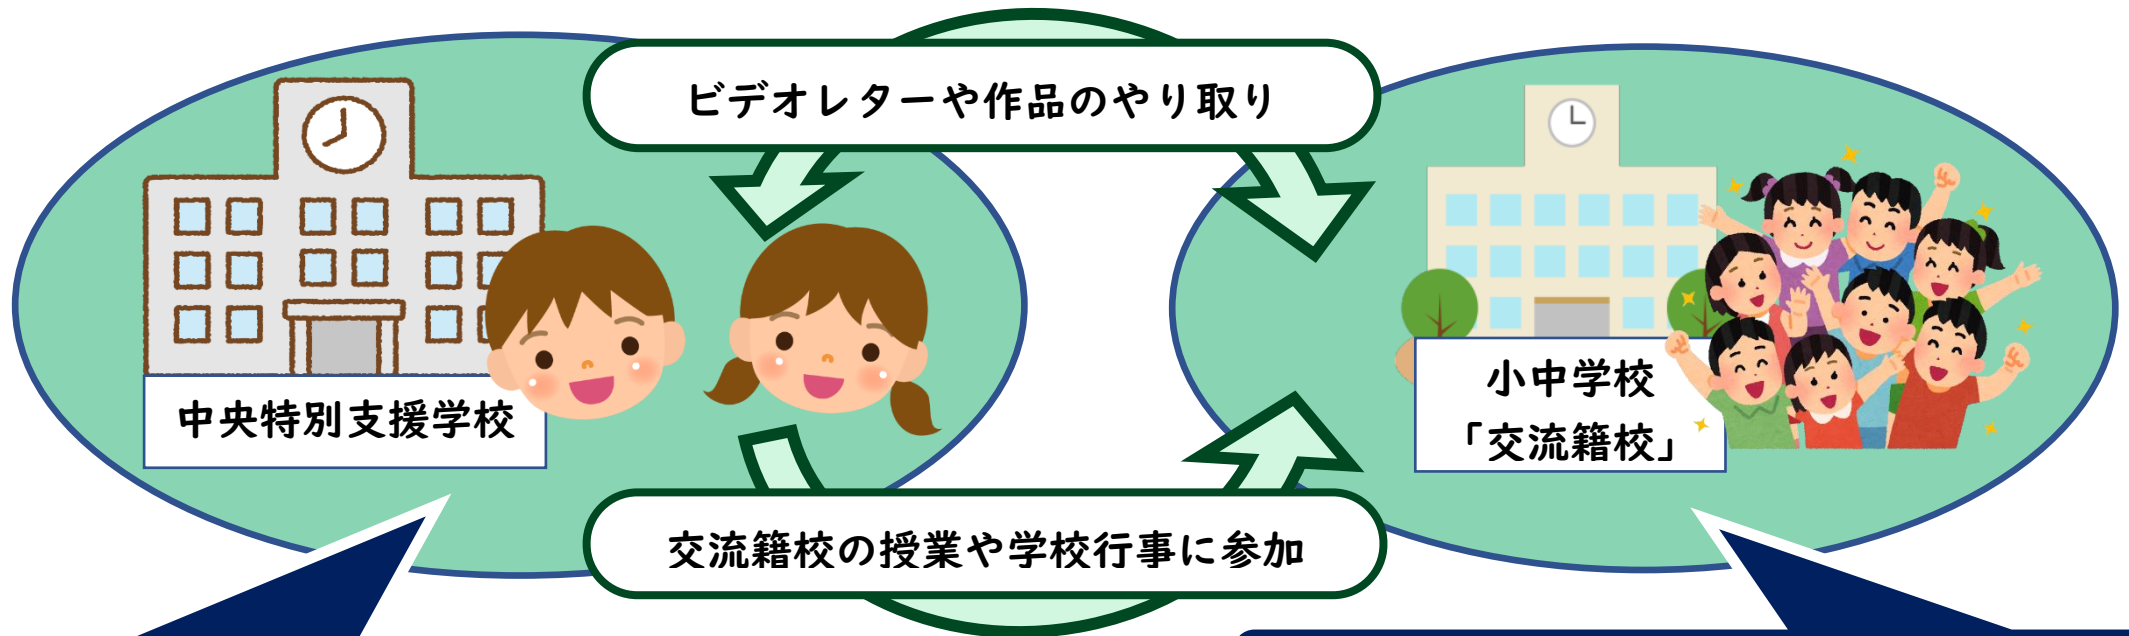 ビデオレターや作品のやり取り
中央特別支援学校
小中学校
「交流籍校」
交流籍校の授業や学校行事に参加